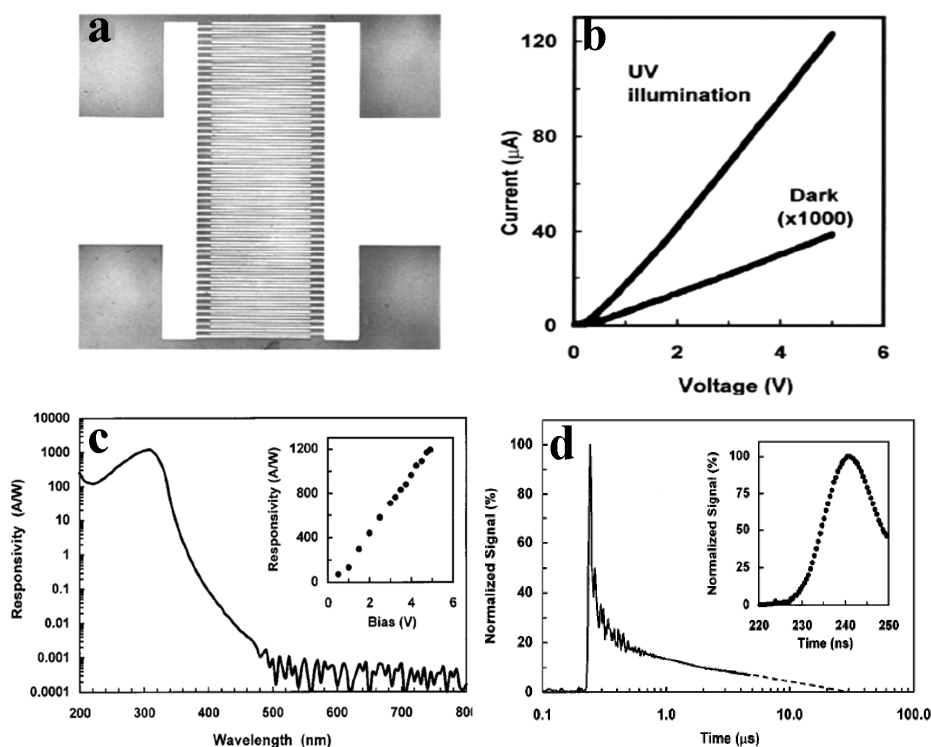 a
b
120
80
40
0
Current (μA)
UV
illumination
Dark
(x1000)
0
2
4
6
Voltage (V)
c
10000
1000
100
10
1
0.1
0.01
0.001
0.0001
Responsivity (A/W)
200
300
400
500
600
700
80
Wavelength (nm)
1200
800
400
0
Responsivity (A/W)
0
2
4
6
Bias (V)
d
100
80
60
40
20
0
Normalized Signal (%)
0.1
1.0
10.0
100.0
Time (μs)
100
75
50
25
0
Normalized Signal (%)
220
230
240
250
Time (ns)